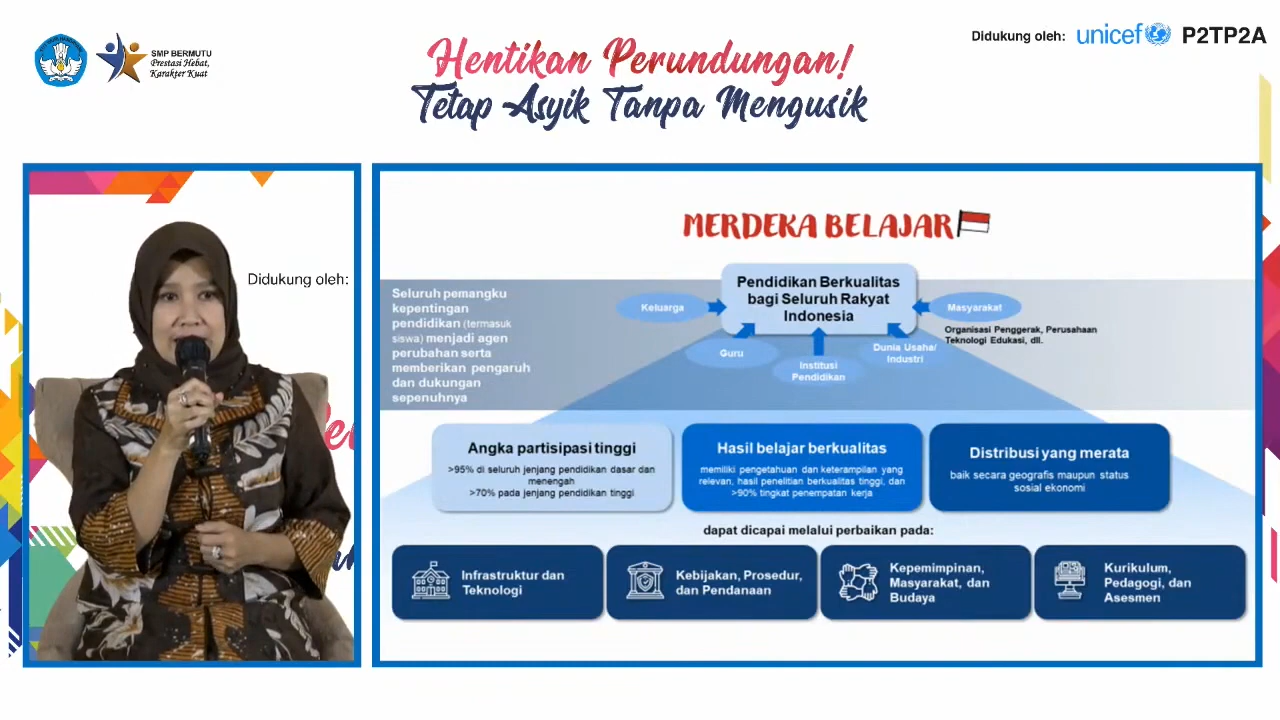 SMP BERMUTU
Prestasi Hebat,
Karakter Kuat
Hentikan Perundungan!
Tetap Asyik Tanpa Mengusik
Didukung oleh:
unicef
P2TP2A
Didukung oleh:
MERDEKA BELAJAR
Seluruh pemangku
kepentingan
pendidikan (termasuk
siswa) menjadi agen
perubahan serta
memberikan pengaruh
dan dukungan
sepenuhnya
Pendidikan Berkualitas
bagi Seluruh Rakyat
Indonesia
Keluarga
Guru
Institusi
Pendidikan
Dunia Usaha/
Industri
Masyarakat
Organisasi Penggerak, Perusahaan
Teknologi Edukasi, dll.
Angka partisipasi tinggi
>95% di seluruh jenjang pendidikan dasar dan
menengah
>70% pada jenjang pendidikan tinggi
Hasil belajar berkualitas
memiliki pengetahuan dan keterampilan yang
relevan, hasil penelitian berkualitas tinggi, dan
>90% tingkat penempatan kerja
Distribusi yang merata
baik secara geografis maupun status
sosial ekonomi
dapat dicapai melalui perbaikan pada:
Infrastruktur dan
Teknologi
Kebijakan, Prosedur,
dan Pendanaan
Kepemimpinan,
Masyarakat, dan
Budaya
Kurikulum,
Pedagogi, dan
Asesmen